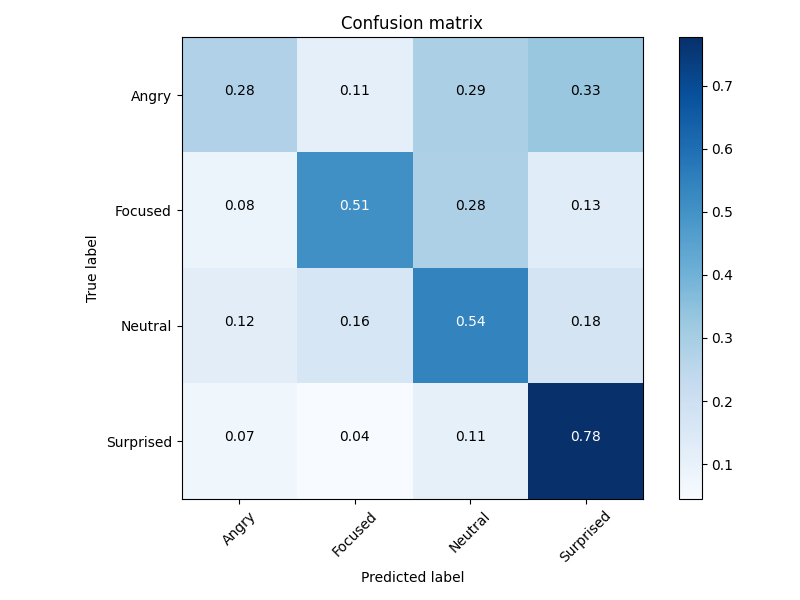 Confusion matrix
Angry 0.28 0.11 0.29 0.33
Focused 0.08 0.51 0.28 0.13
Neutral 0.12 0.16 0.54 0.18
Surprised 0.07 0.04 0.11 0.78
Angry Focused Neutral Surprised
Predicted label
True label
0.7
0.6
0.5
0.4
0.3
0.2
0.1